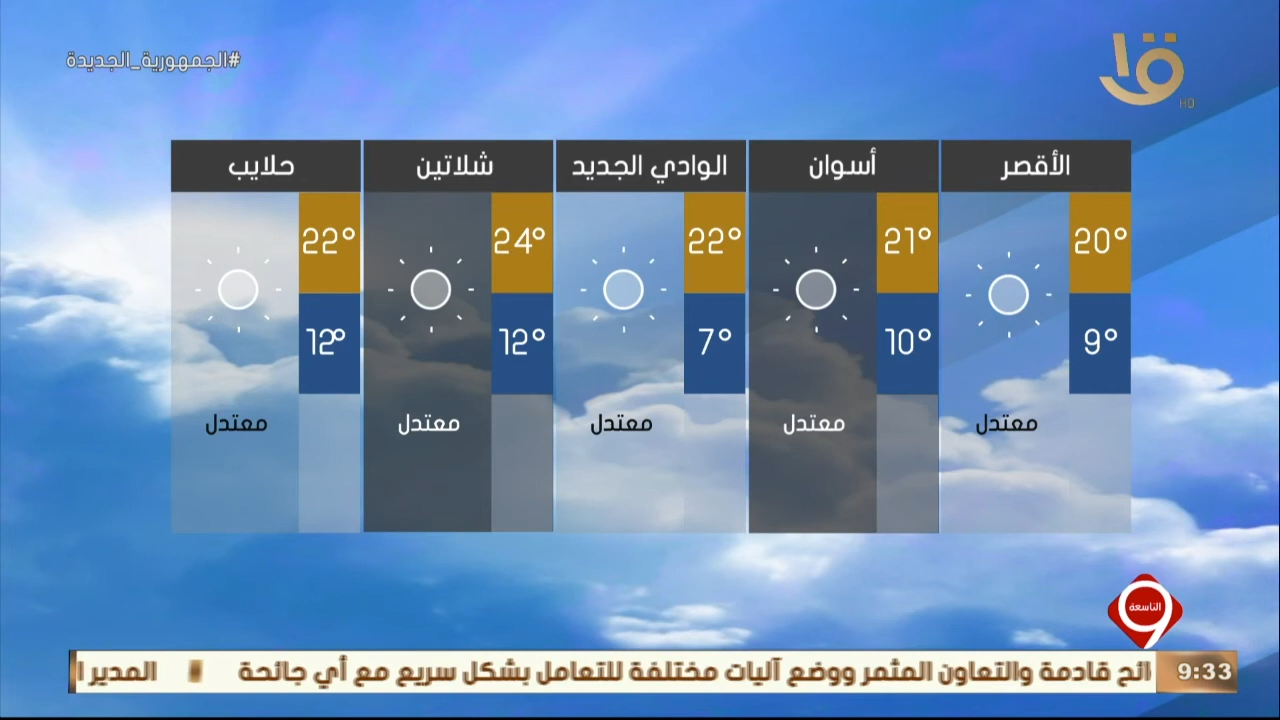 #الجمهورية_الجديدة
HD
الأقصر
20°
9°
معتدل
أسوان
21°
10°
معتدل
الوادي الجديد
22°
7°
معتدل
شلاتين
24°
12°
معتدل
حلايب
22°
12°
معتدل
التاسعة
9
9:33
ائح قادمة والتعاون المثمر ووضع آليات مختلفة للتعامل بشكل سريع مع أي جائحة
المدير ا